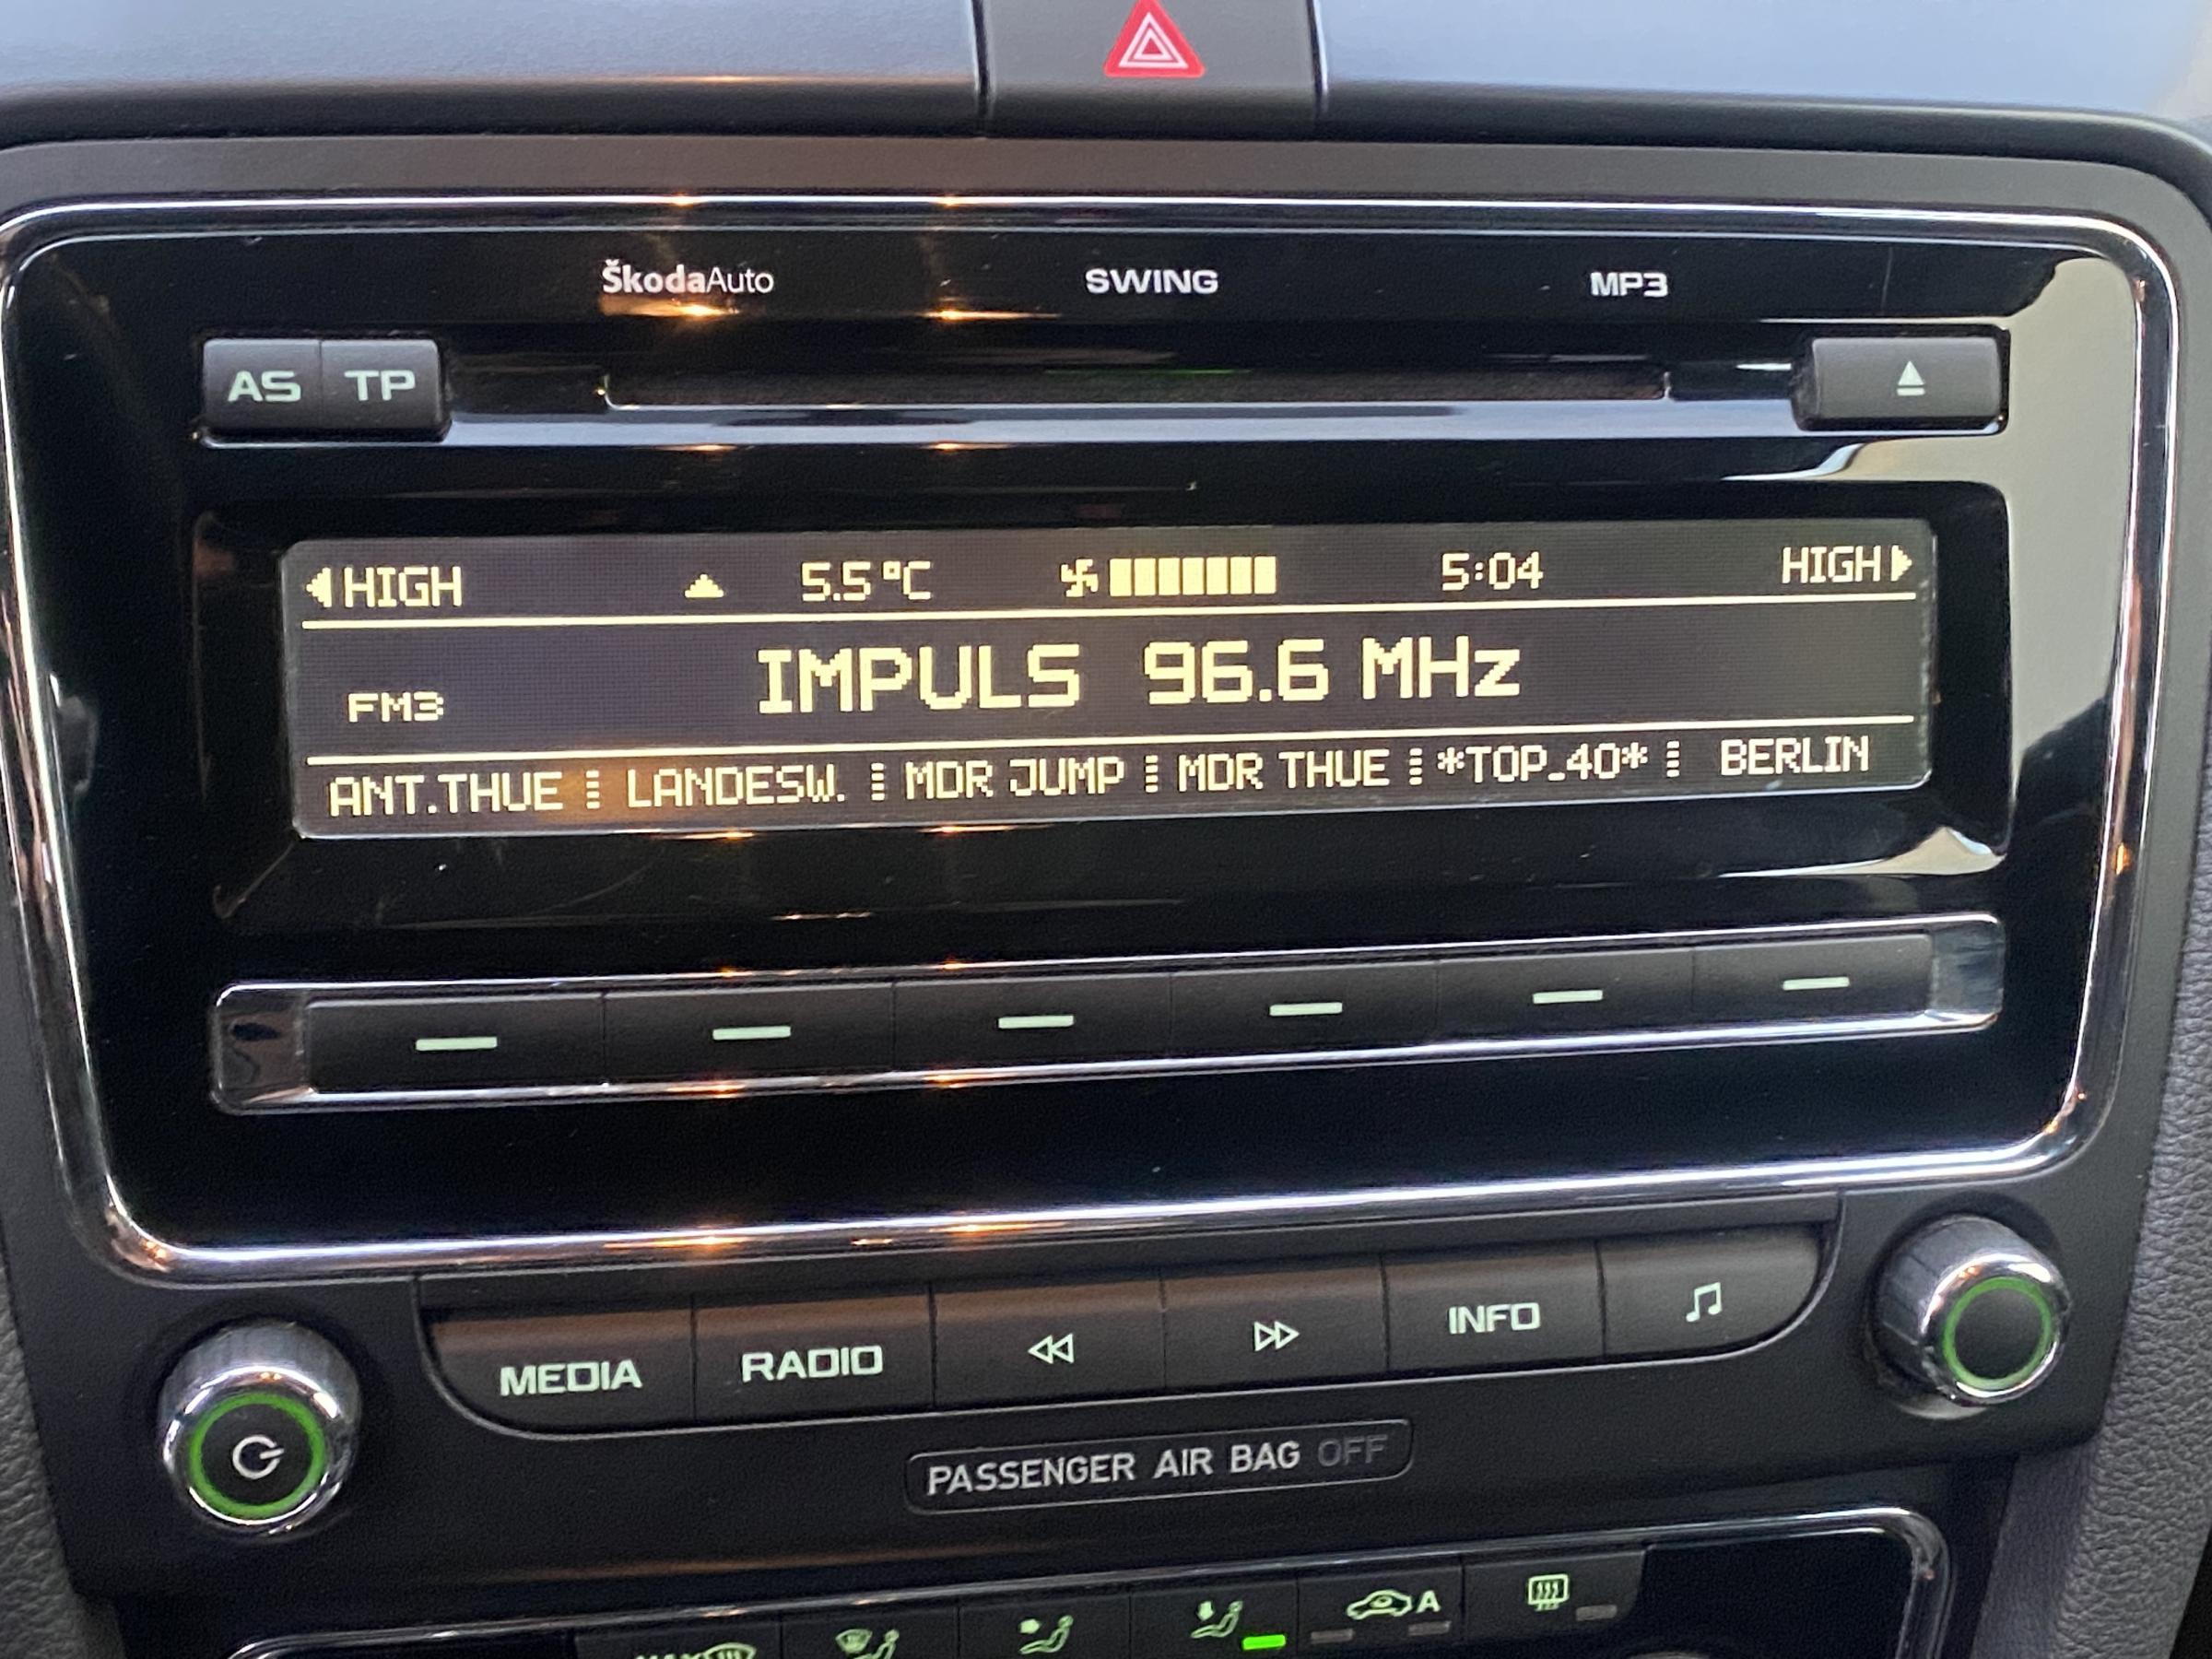 ŠkodaAuto SWING MP3
AS TP
HIGH 5.5°C 5:04 HIGH
FM3 IMPULS 96.6 MHz
ANT.THUE LANDESW. MDR JUMP MDR THUE *TOP_40* BERLIN
MEDIA RADIO INFO
PASSENGER AIR BAG OFF
A